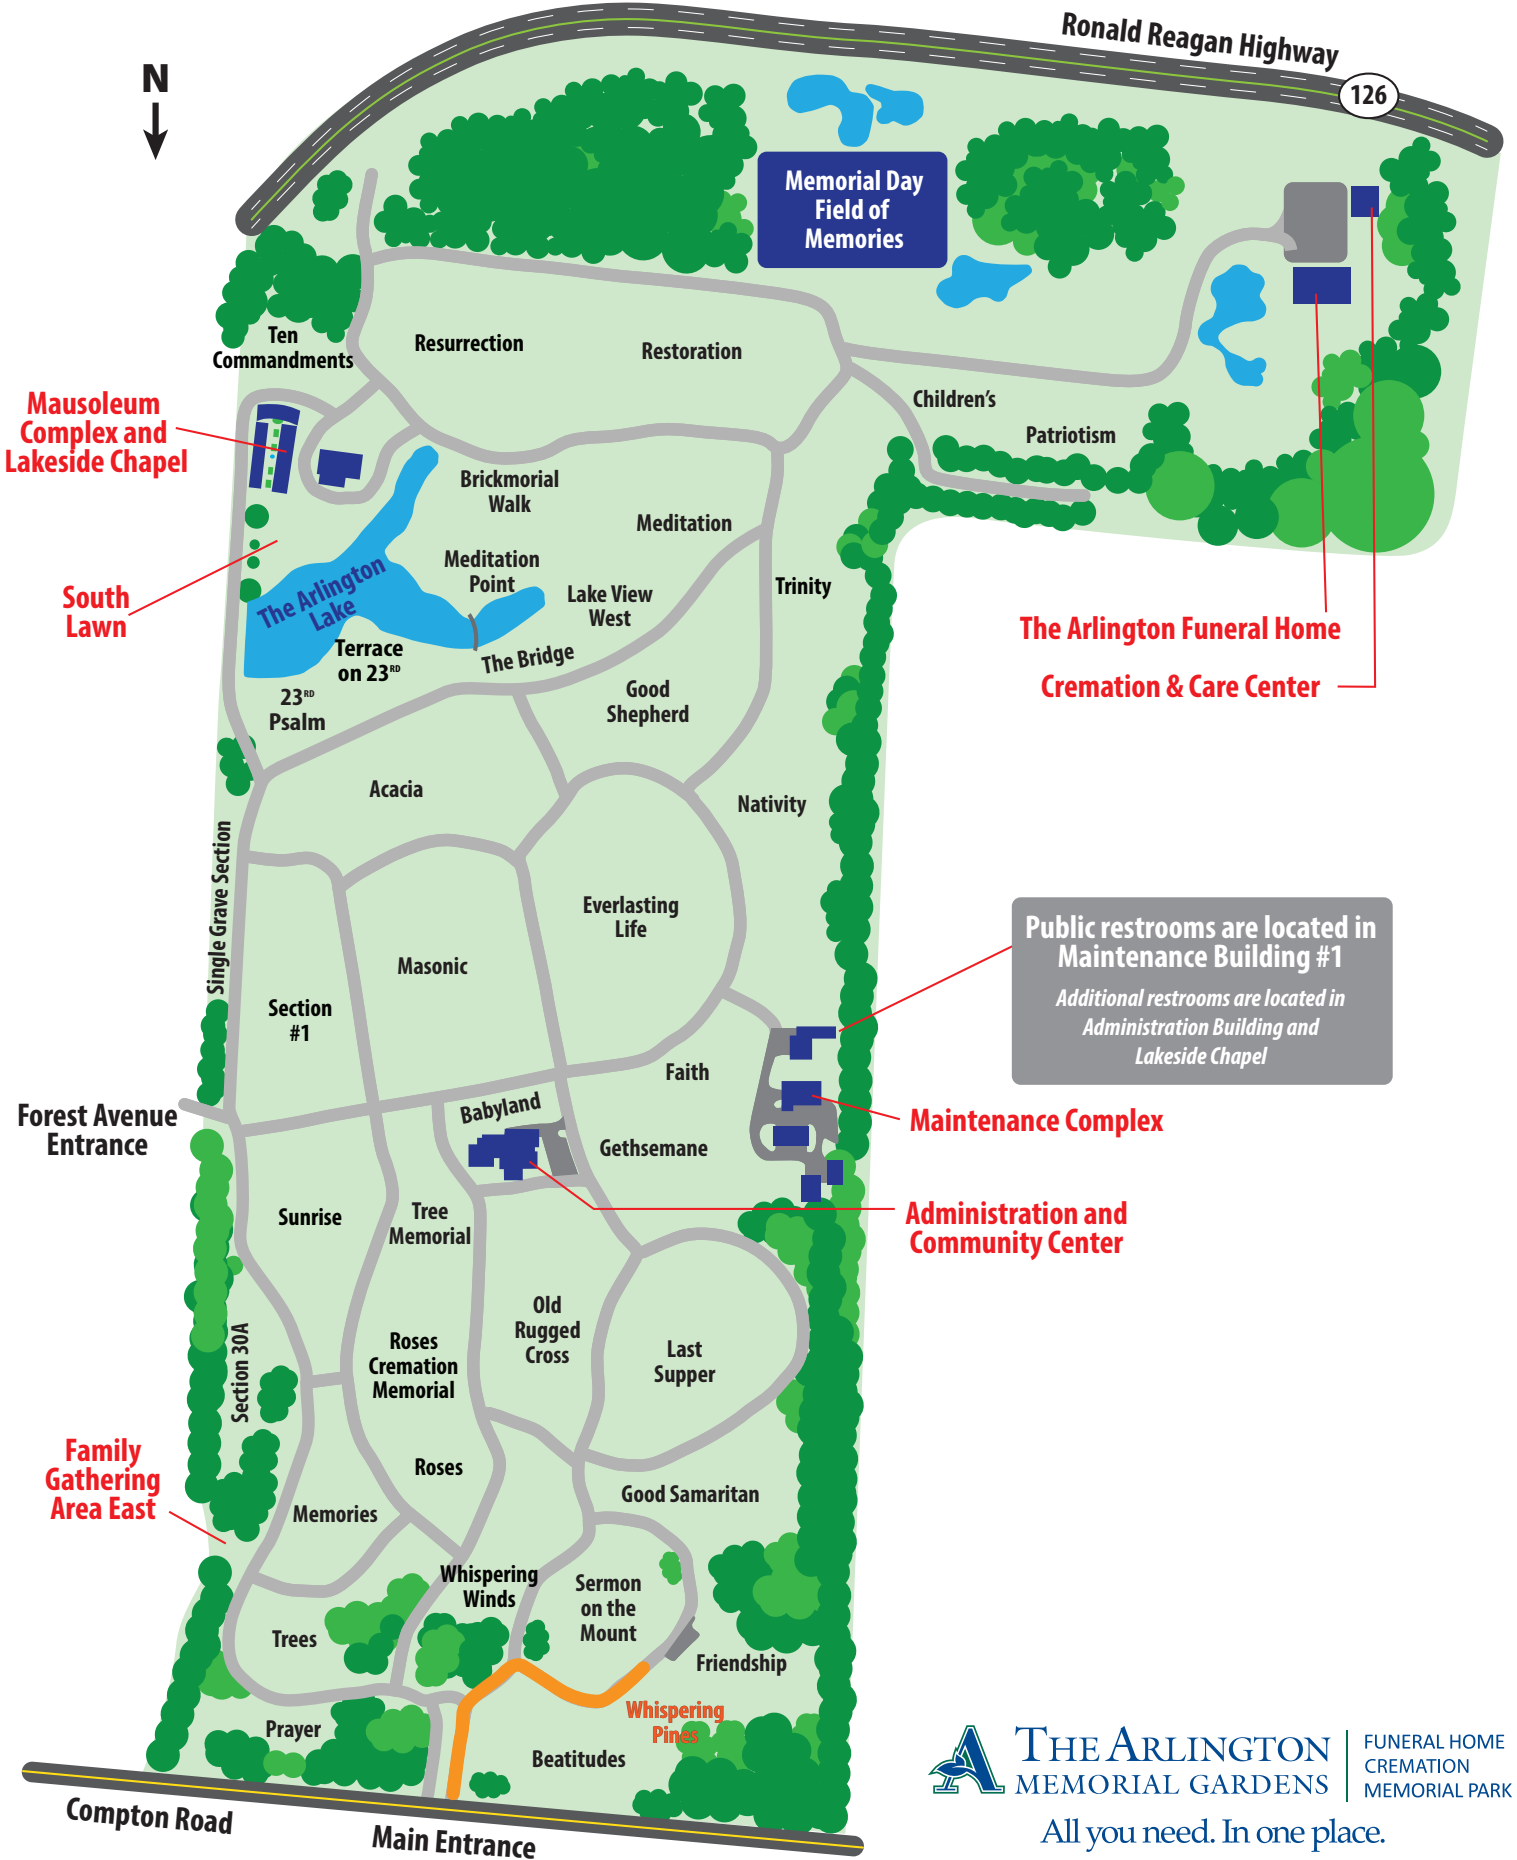 Ronald Reagan Highway
126
N
Memorial Day
Field of
Memories
Ten
Commandments
Resurrection
Restoration
Children's
Patriotism
Mausoleum
Complex and
Lakeside Chapel
Brickmorial
Walk
Meditation
Meditation
Point
The Arlington
Lake
Lake View
West
Trinity
South
Lawn
Terrace
on 23RD
The Bridge
The Arlington Funeral Home
Cremation & Care Center
23RD
Psalm
Good
Shepherd
Acacia
Nativity
Single Grave Section
Everlasting
Life
Masonic
Section
#1
Public restrooms are located in
Maintenance Building #1
Additional restrooms are located in
Administration Building and
Lakeside Chapel
Faith
Babyland
Forest Avenue
Entrance
Maintenance Complex
Gethsemane
Sunrise
Tree
Memorial
Administration and
Community Center
Old
Rugged
Cross
Section 30A
Roses
Cremation
Memorial
Last
Supper
Family
Gathering
Area East
Roses
Good Samaritan
Memories
Whispering
Winds
Sermon
on the
Mount
Trees
Friendship
Whispering
Pines
Prayer
Beatitudes
Compton Road
Main Entrance
THE ARLINGTON
MEMORIAL GARDENS
FUNERAL HOME
CREMATION
MEMORIAL PARK
All you need. In one place.